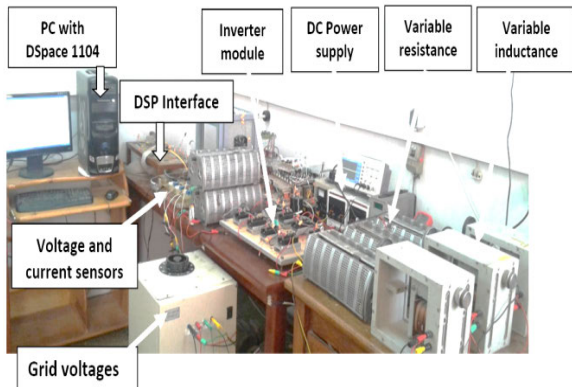 PC with
DSpace 1104
Inverter
module
DC Power
supply
Variable
resistance
Variable
inductance
DSP Interface
Voltage and
current sensors
Grid voltages